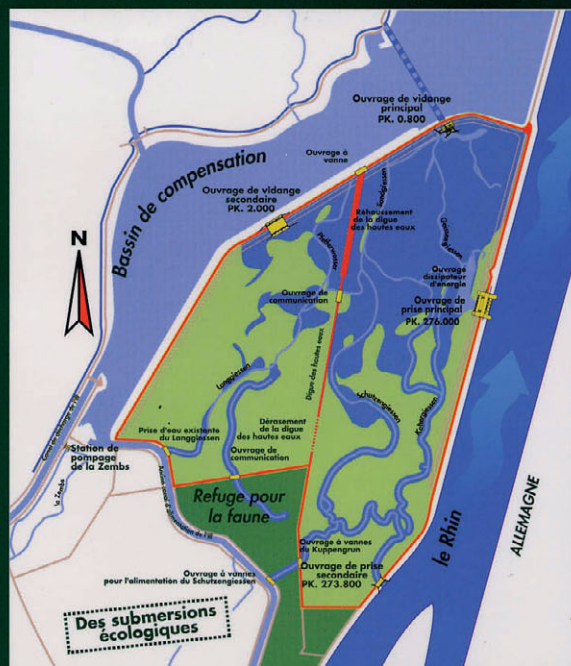 Ouvrage de vidange
principal
PK. 0.800
Ouvrage à
vanne
Bassin de compensation
Ouvrage de vidange
secondaire
PK. 2.000
Sandgiessen
Réhaussement
de la digue
des hautes eaux
N
Ouvrage
dissipateur
d'énergie
Ouvrage de
prise principal
PK. 276.000
Ouvrage de
communication
Digue des hautes eaux
Langgiessen
Schutzengiessen
Prise d'eau existante
du Langgiessen
Dérasement
de la digue
des hautes eaux
Ouvrage de
communication
Station de
pompage
de la Zembs
la Zembs
Refuge pour
la faune
le Rhin
ALLEMAGNE
Ouvrage à vannes
du Kuppengrun
Ouvrage de prise
secondaire
PK. 273.800
Ouvrage à vannes
pour l'alimentation du Schutzengiessen
Des submersions
écologiques